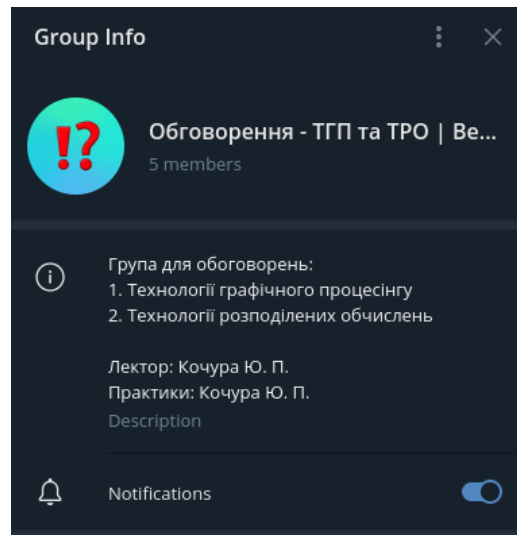 Group Info
!?
Обговорення - ТГП та ТРО | Ве...
5 members
Група для обоговорень:
1. Технології графічного процесінгу
2. Технології розподілених обчислень
Лектор: Кочура Ю. П.
Практики: Кочура Ю. П.
Description
Notifications